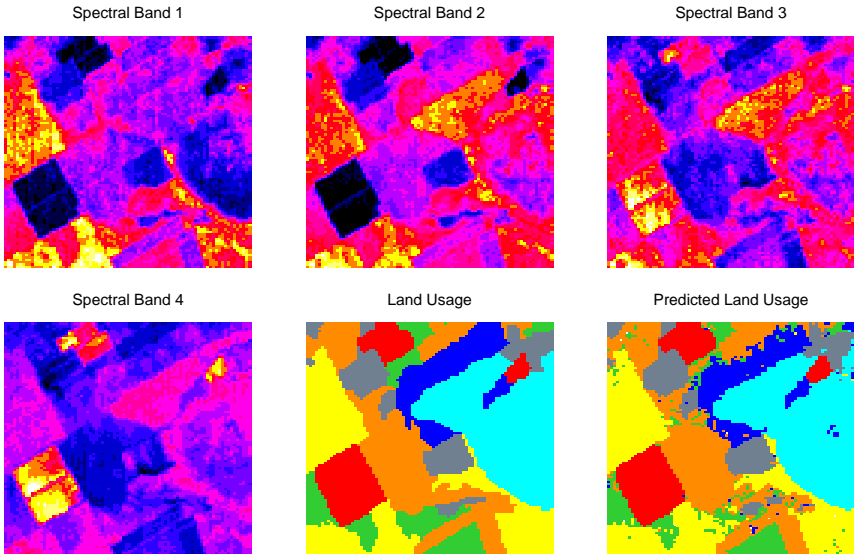 Spectral Band 1
Spectral Band 2
Spectral Band 3
Spectral Band 4
Land Usage
Predicted Land Usage